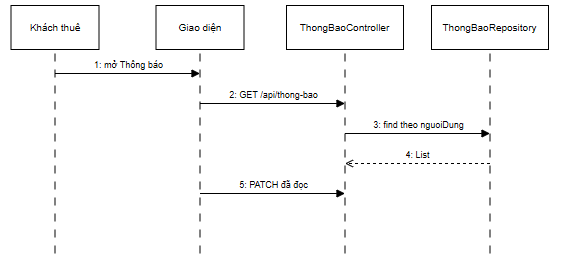 Khách thuê
Giao diện
ThongBaoController
ThongBaoRepository
1: mở Thông báo
2: GET /api/thong-bao
3: find theo nguoiDung
4: List
5: PATCH đã đọc